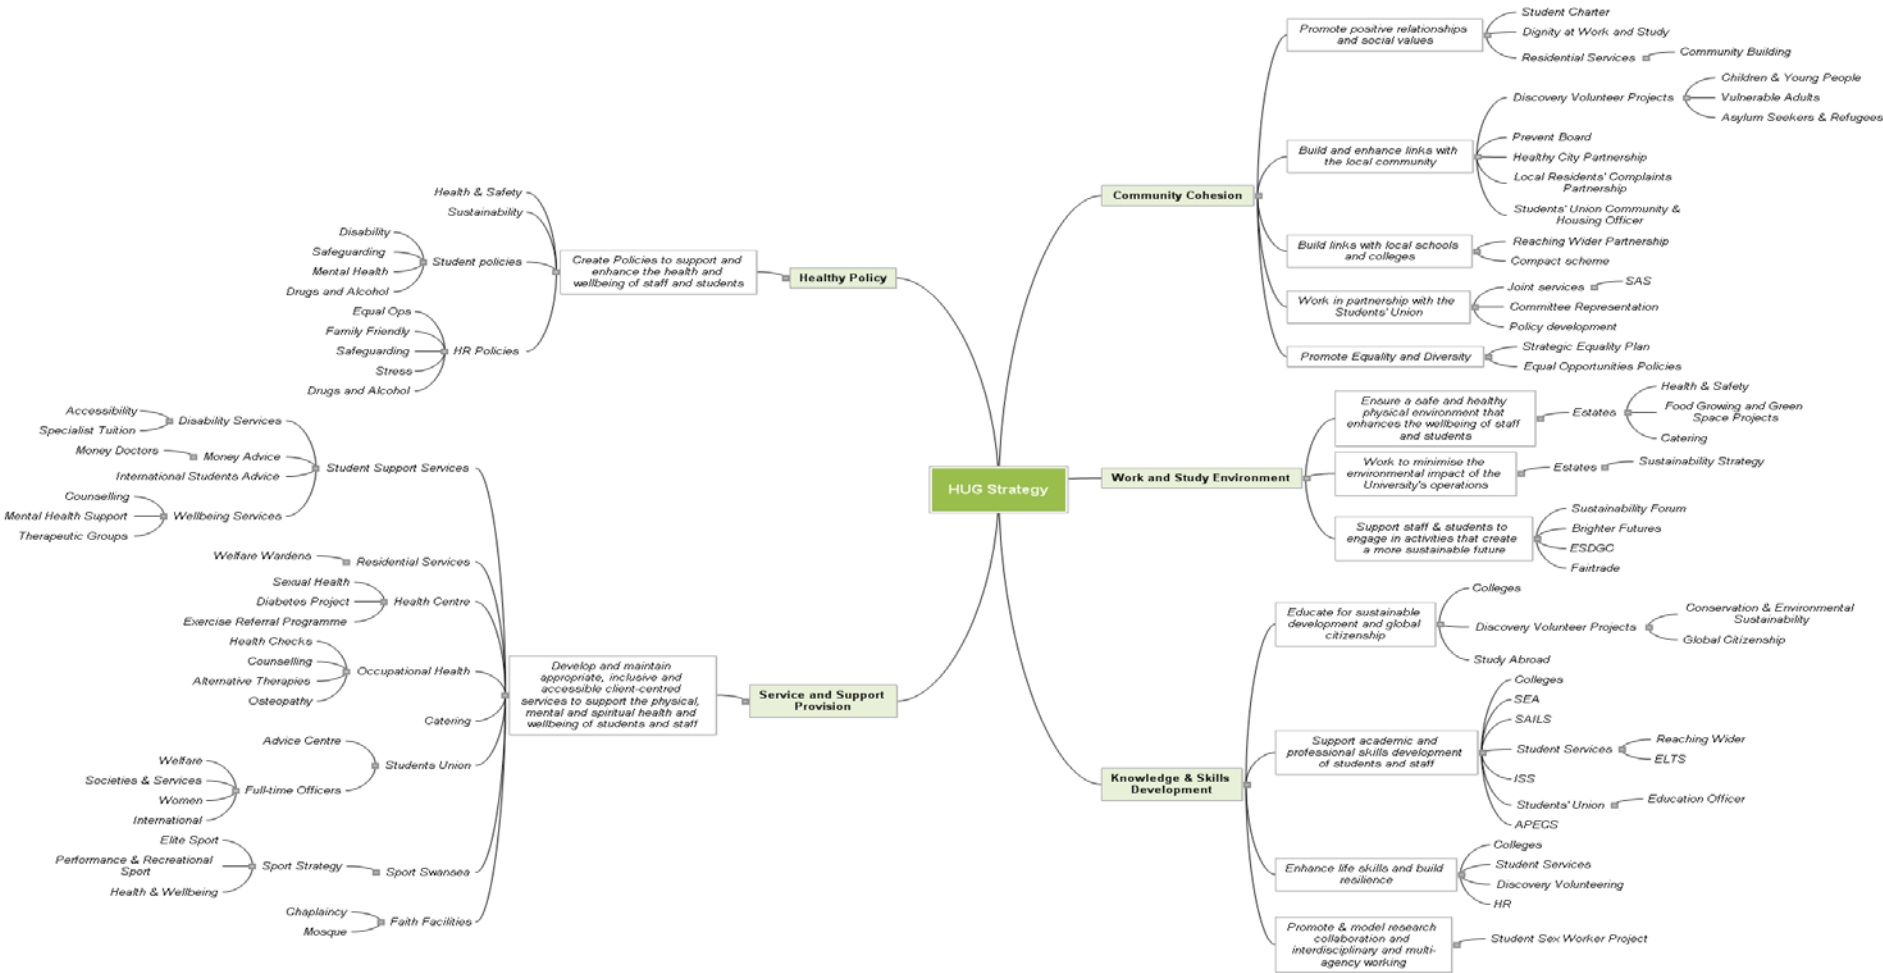 HUG Strategy
Community Cohesion
Promote positive relationships
and social values
Student Charter
Dignity at Work and Study
Residential Services
Community Building
Build and enhance links with
the local community
Discovery Volunteer Projects
Children & Young People
Vulnerable Adults
Asylum Seekers & Refugees
Prevent Board
Healthy City Partnership
Local Residents' Complaints
Partnership
Students' Union Community &
Housing Officer
Build links with local schools
and colleges
Reaching Wider Partnership
Compact scheme
Work in partnership with the
Students' Union
Joint services
SAS
Committee Representation
Policy development
Promote Equality and Diversity
Strategic Equality Plan
Equal Opportunities Policies
Work and Study Environment
Ensure a safe and healthy
physical environment that
enhances the wellbeing of staff
and students
Estates
Health & Safety
Food Growing and Green
Space Projects
Catering
Work to minimise the
environmental impact of the
University's operations
Estates
Sustainability Strategy
Support staff & students to
engage in activities that create
a more sustainable future
Sustainability Forum
Brighter Futures
ESDGC
Fairtrade
Knowledge & Skills
Development
Educate for sustainable
development and global
citizenship
Colleges
Discovery Volunteer Projects
Conservation & Environmental
Sustainability
Global Citizenship
Study Abroad
Support academic and
professional skills development
of students and staff
Colleges
SEA
SAILS
Student Services
Reaching Wider
ELTS
ISS
Students' Union
Education Officer
APECS
Enhance life skills and build
resilience
Colleges
Student Services
Discovery Volunteering
HR
Promote & model research
collaboration and
interdisciplinary and multi-
agency working
Student Sex Worker Project
Healthy Policy
Create Policies to support and
enhance the health and
wellbeing of staff and students
Health & Safety
Sustainability
Student policies
Disability
Safeguarding
Mental Health
Drugs and Alcohol
HR Policies
Equal Ops
Family Friendly
Safeguarding
Stress
Drugs and Alcohol
Service and Support
Provision
Develop and maintain
appropriate, inclusive and
accessible client-centred
services to support the physical,
mental and spiritual health and
wellbeing of students and staff
Student Support Services
Disability Services
Accessibility
Specialist Tuition
Money Advice
Money Doctors
International Students Advice
Wellbeing Services
Counselling
Mental Health Support
Therapeutic Groups
Residential Services
Welfare Wardens
Health Centre
Sexual Health
Diabetes Project
Exercise Referral Programme
Occupational Health
Health Checks
Counselling
Alternative Therapies
Osteopathy
Catering
Students Union
Advice Centre
Full-time Officers
Welfare
Societies & Services
Women
International
Sport Swansea
Sport Strategy
Elite Sport
Performance & Recreational
Sport
Health & Wellbeing
Faith Facilities
Chaplaincy
Mosque